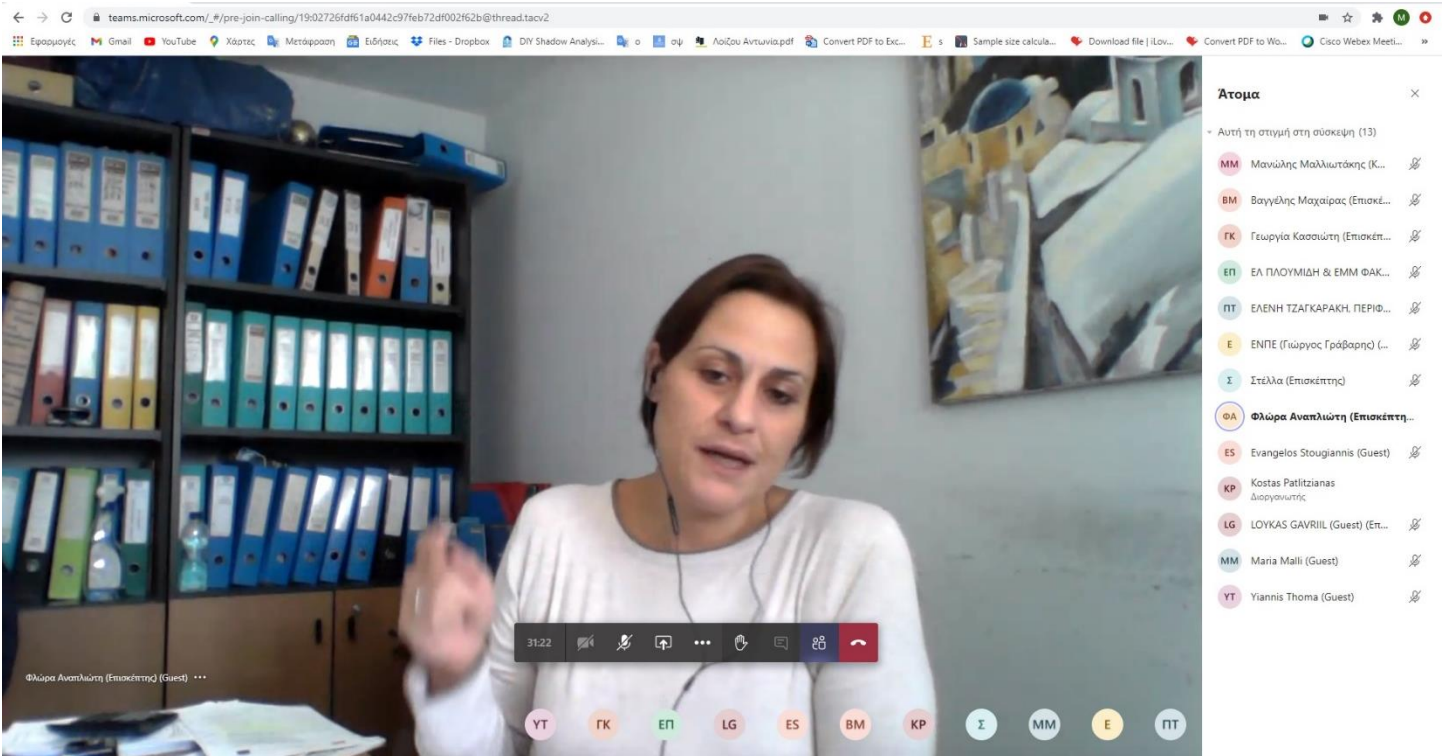 teams.microsoft.com/_#/pre-join-calling/19:02726fdf61a0442c97feb72df002f62b@thread.tacv2
M
Εφαρμογές Gmail YouTube Χάρτες Μετάφραση Ειδήσεις Files - Dropbox DIY Shadow Analysi... ο οψ Λοΐζου Αντωνία.pdf Convert PDF to Exc... s Sample size calcula... Download file | iLov... Convert PDF to Wo... Cisco Webex Meeti... »
Άτομα
Αυτή τη στιγμή στη σύσκεψη (13)
ΜΜ Μανώλης Μαλλιωτάκης (Κ...
ΒΜ Βαγγέλης Μαχαίρας (Επισκέ...
ΓΚ Γεωργία Κασσιώτη (Επισκέπ...
ΕΠ ΕΛ ΠΛΟΥΜΙΔΗ & ΕΜΜ ΦΑΚ...
ΠΤ ΕΛΕΝΗ ΤΖΑΓΚΑΡΑΚΗ, ΠΕΡΙΦ...
Ε ΕΝΠΕ (Γιώργος Γράβαρης) (...
Σ Στέλλα (Επισκέπτης)
ΦΑ Φλώρα Αναπλιώτη (Επισκέπτη...
ES Evangelos Stougiannis (Guest)
KP Kostas Patlitzianas
Διοργανωτής
LG LOYKAS GAVRIIL (Guest) (Επ...
MM Maria Malli (Guest)
YT Yiannis Thoma (Guest)
31:22
Φλώρα Αναπλιώτη (Επισκέπτης) (Guest) •••
YT ΓΚ ΕΠ LG ES ΒΜ KP Σ MM Ε ΠΤ